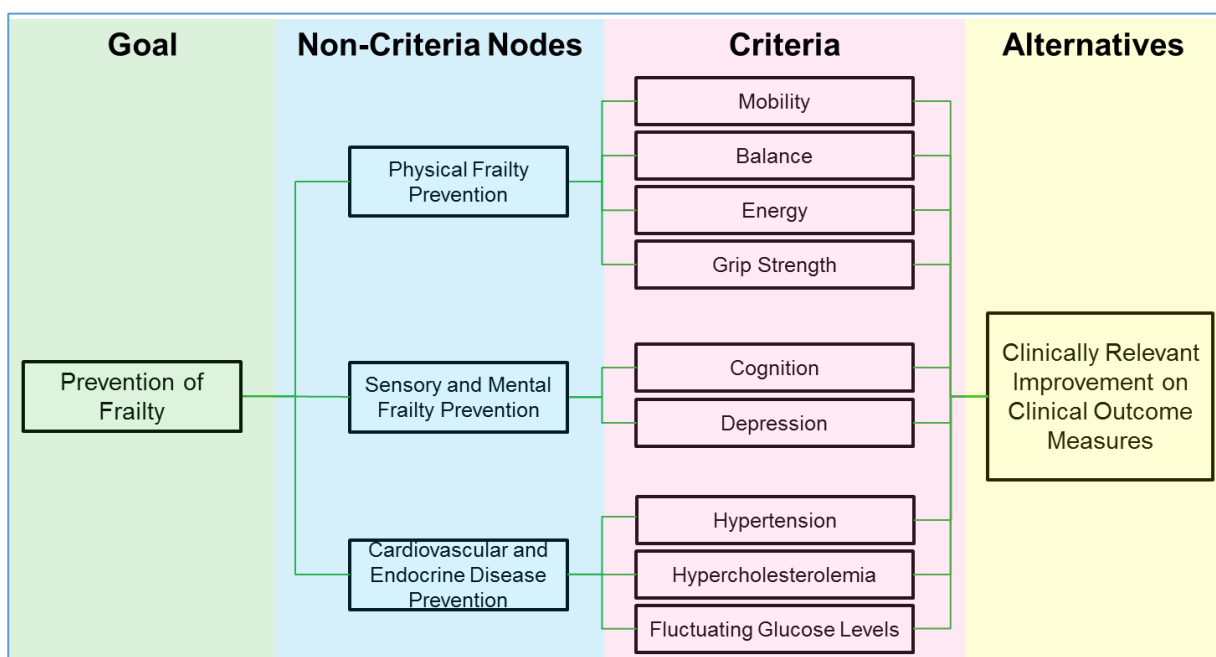 Goal
Non-Criteria Nodes
Criteria
Alternatives
Prevention of
Frailty
Physical Frailty
Prevention
Sensory and Mental
Frailty Prevention
Cardiovascular and
Endocrine Disease
Prevention
Mobility
Balance
Energy
Grip Strength
Cognition
Depression
Hypertension
Hypercholesterolemia
Fluctuating Glucose Levels
Clinically Relevant
Improvement on
Clinical Outcome
Measures